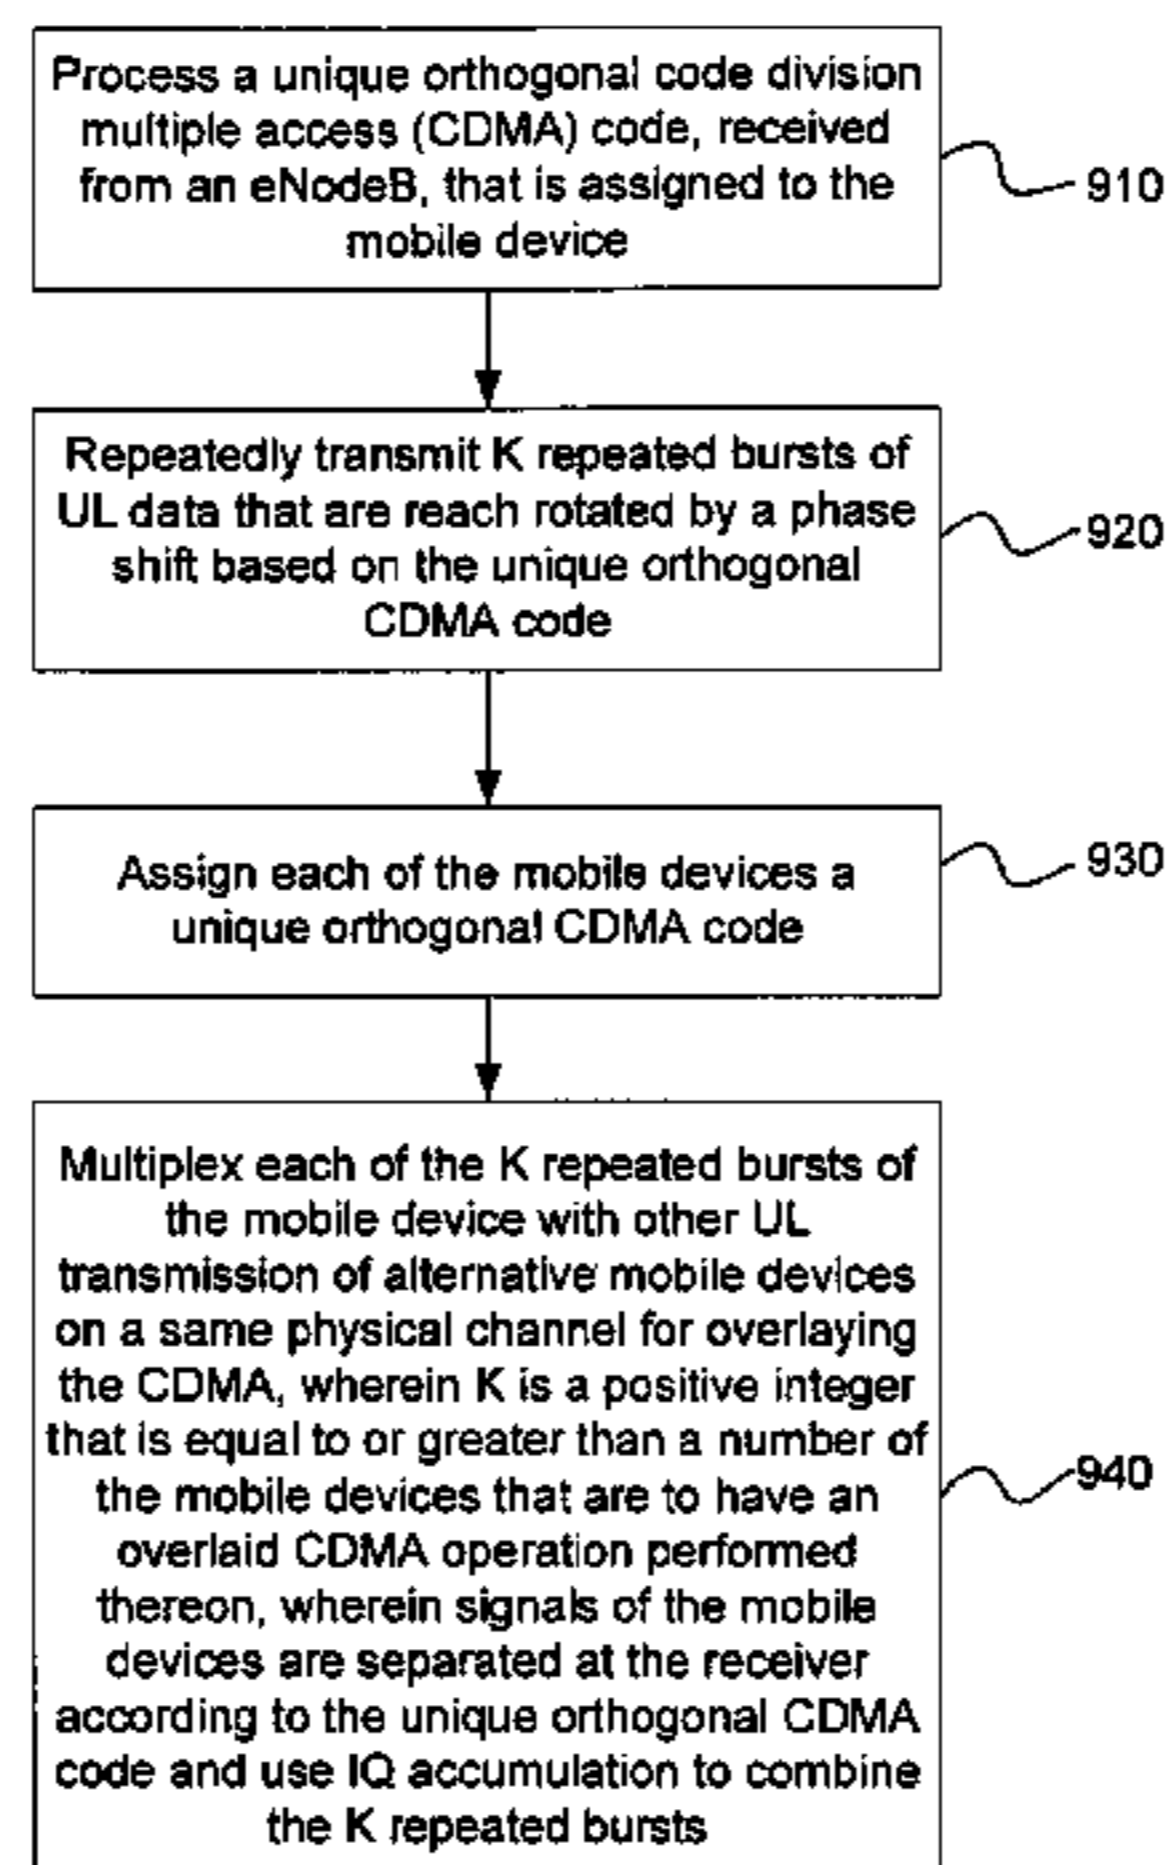 Process a unique orthogonal code division
multiple access (CDMA) code, received
from an eNodeB, that is assigned to the
mobile device
910
Repeatedly transmit K repeated bursts of
UL data that are reach rotated by a phase
shift based on the unique orthogonal
CDMA code
920
Assign each of the mobile devices a
unique orthogonal CDMA code
930
Multiplex each of the K repeated bursts of
the mobile device with other UL
transmission of alternative mobile devices
on a same physical channel for overlaying
the CDMA, wherein K is a positive integer
that is equal to or greater than a number of
the mobile devices that are to have an
overlaid CDMA operation performed
thereon, wherein signals of the mobile
devices are separated at the receiver
according to the unique orthogonal CDMA
code and use IQ accumulation to combine
the K repeated bursts
940